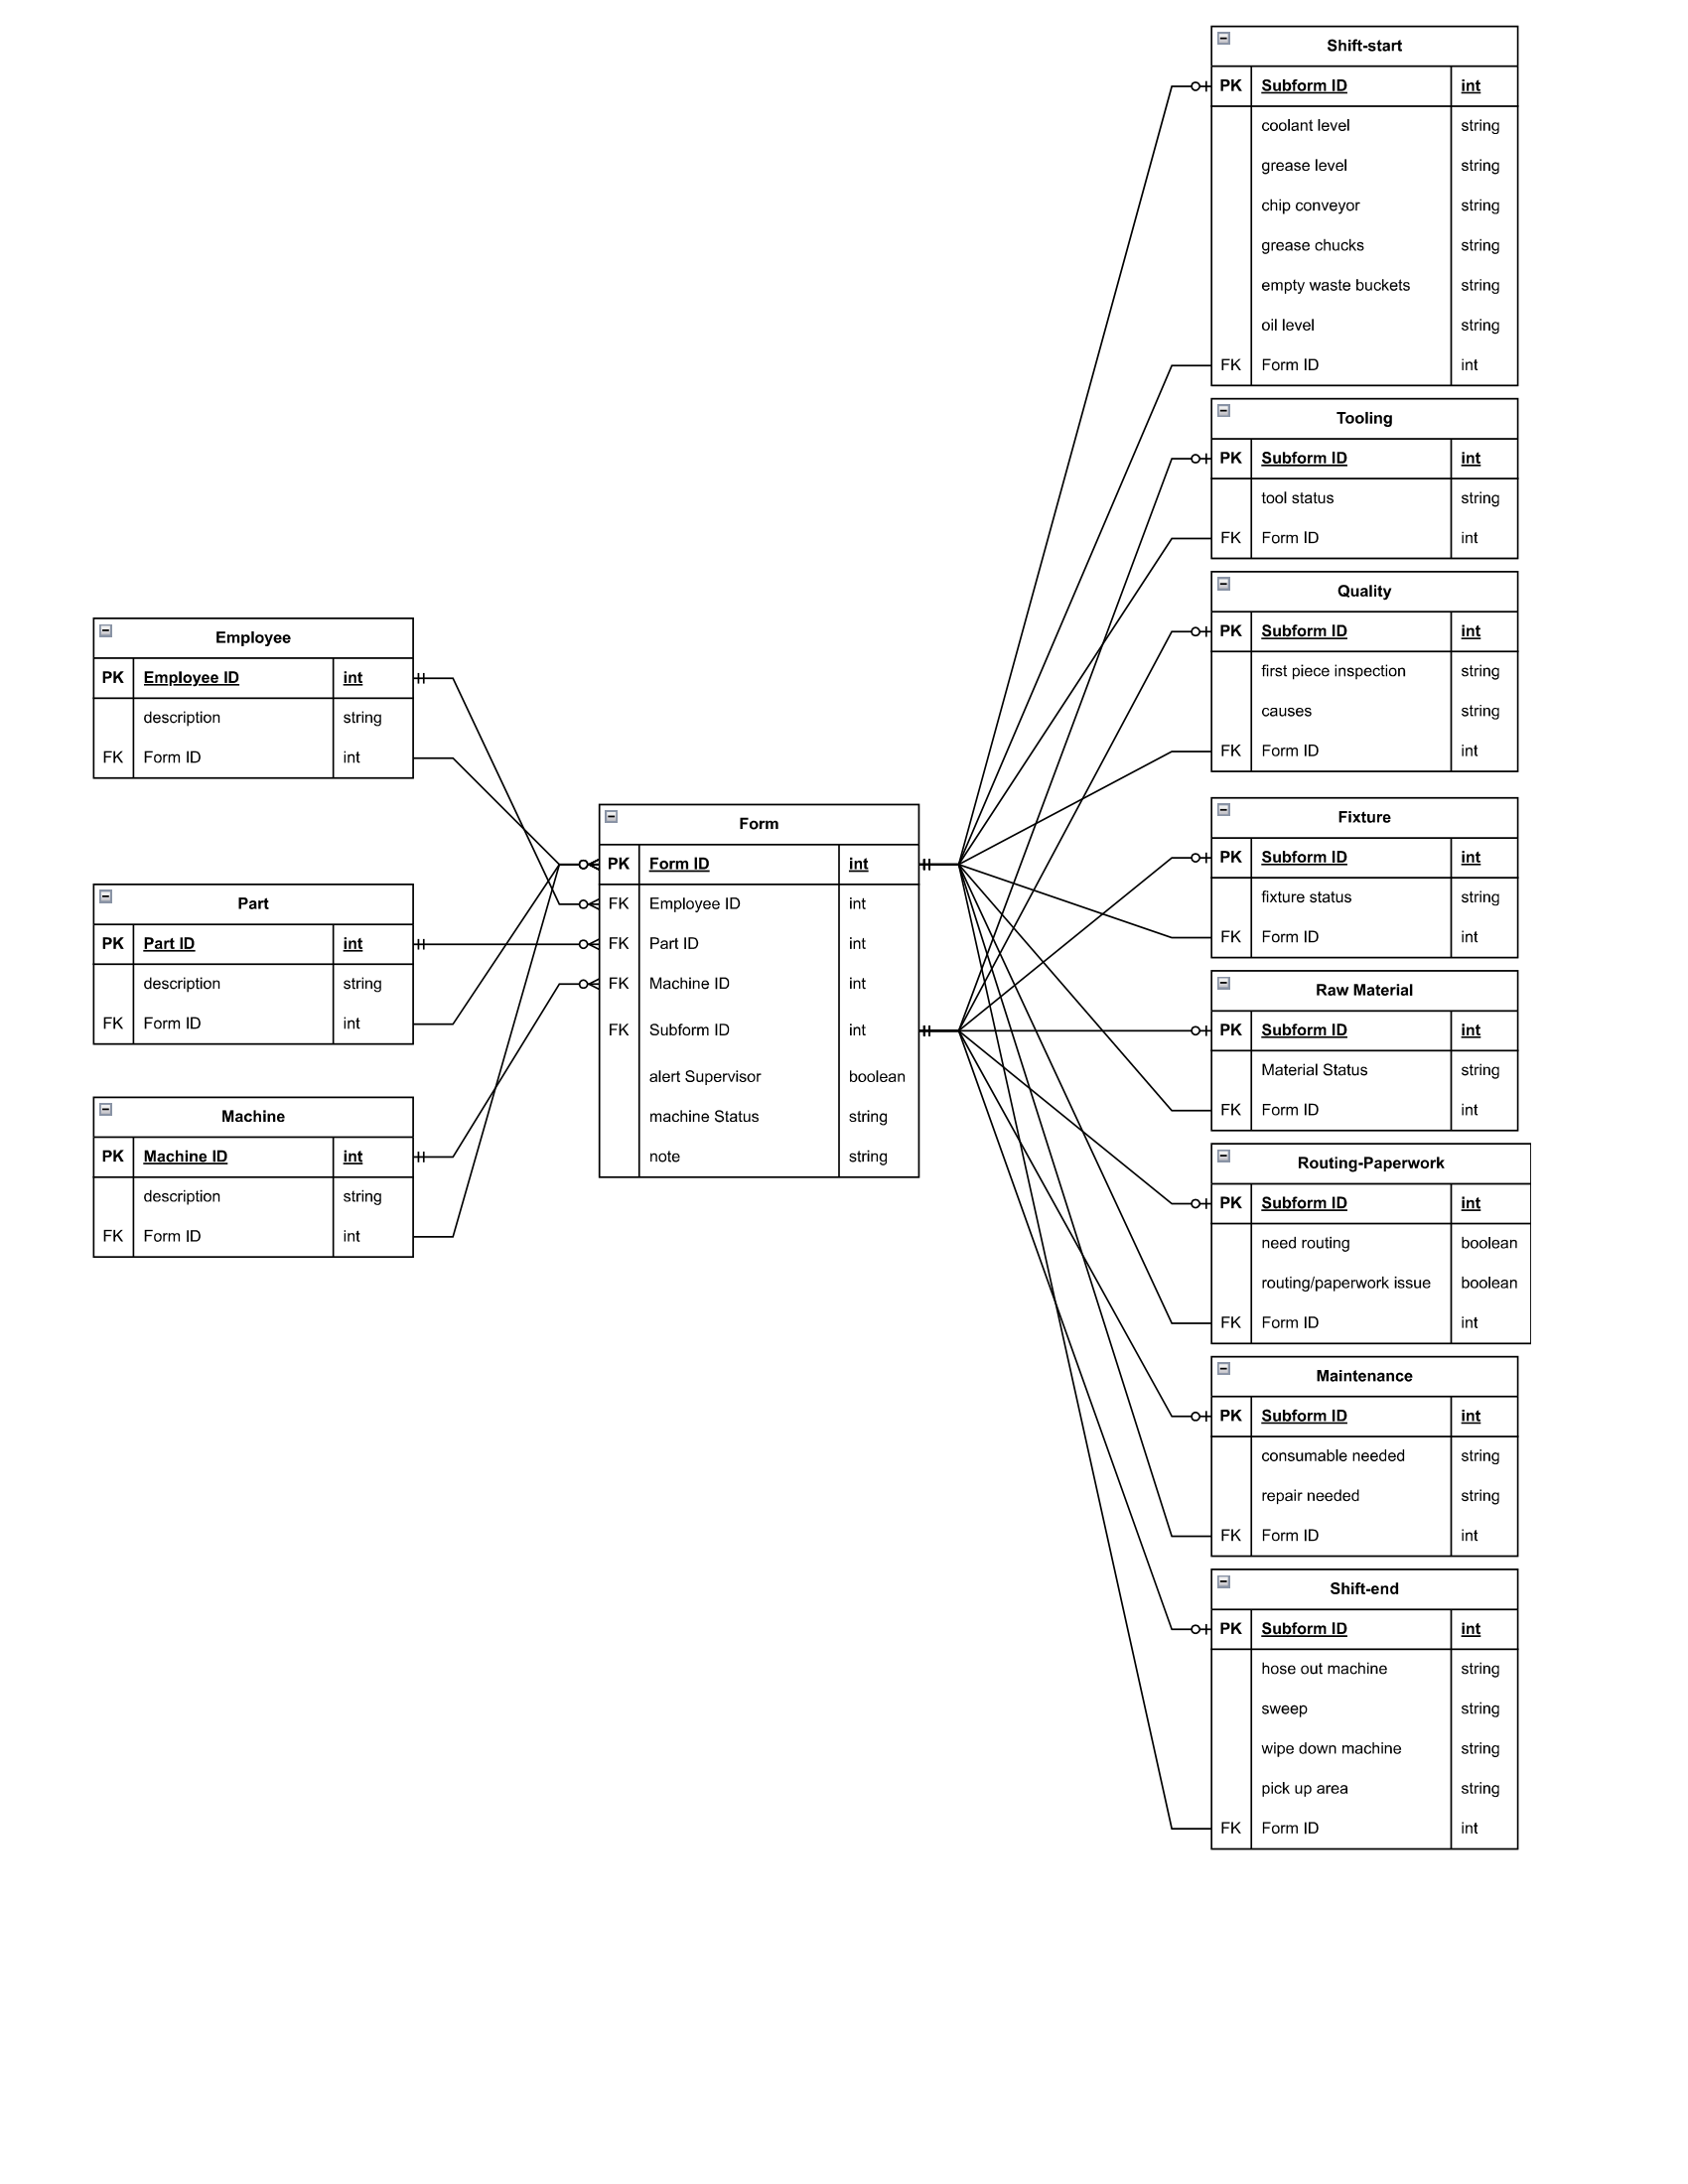 Shift-start
PK Subform ID int
coolant level string
grease level string
chip conveyor string
grease chucks string
empty waste buckets string
oil level string
FK Form ID int
Tooling
PK Subform ID int
tool status string
FK Form ID int
Quality
PK Subform ID int
first piece inspection string
causes string
FK Form ID int
Employee
PK Employee ID int
description string
FK Form ID int
Part
PK Part ID int
description string
FK Form ID int
Machine
PK Machine ID int
description string
FK Form ID int
Form
PK Form ID int
FK Employee ID int
FK Part ID int
FK Machine ID int
FK Subform ID int
alert Supervisor boolean
machine Status string
note string
Fixture
PK Subform ID int
fixture status string
FK Form ID int
Raw Material
PK Subform ID int
Material Status string
FK Form ID int
Routing-Paperwork
PK Subform ID int
need routing boolean
routing/paperwork issue boolean
FK Form ID int
Maintenance
PK Subform ID int
consumable needed string
repair needed string
FK Form ID int
Shift-end
PK Subform ID int
hose out machine string
sweep string
wipe down machine string
pick up area string
FK Form ID int